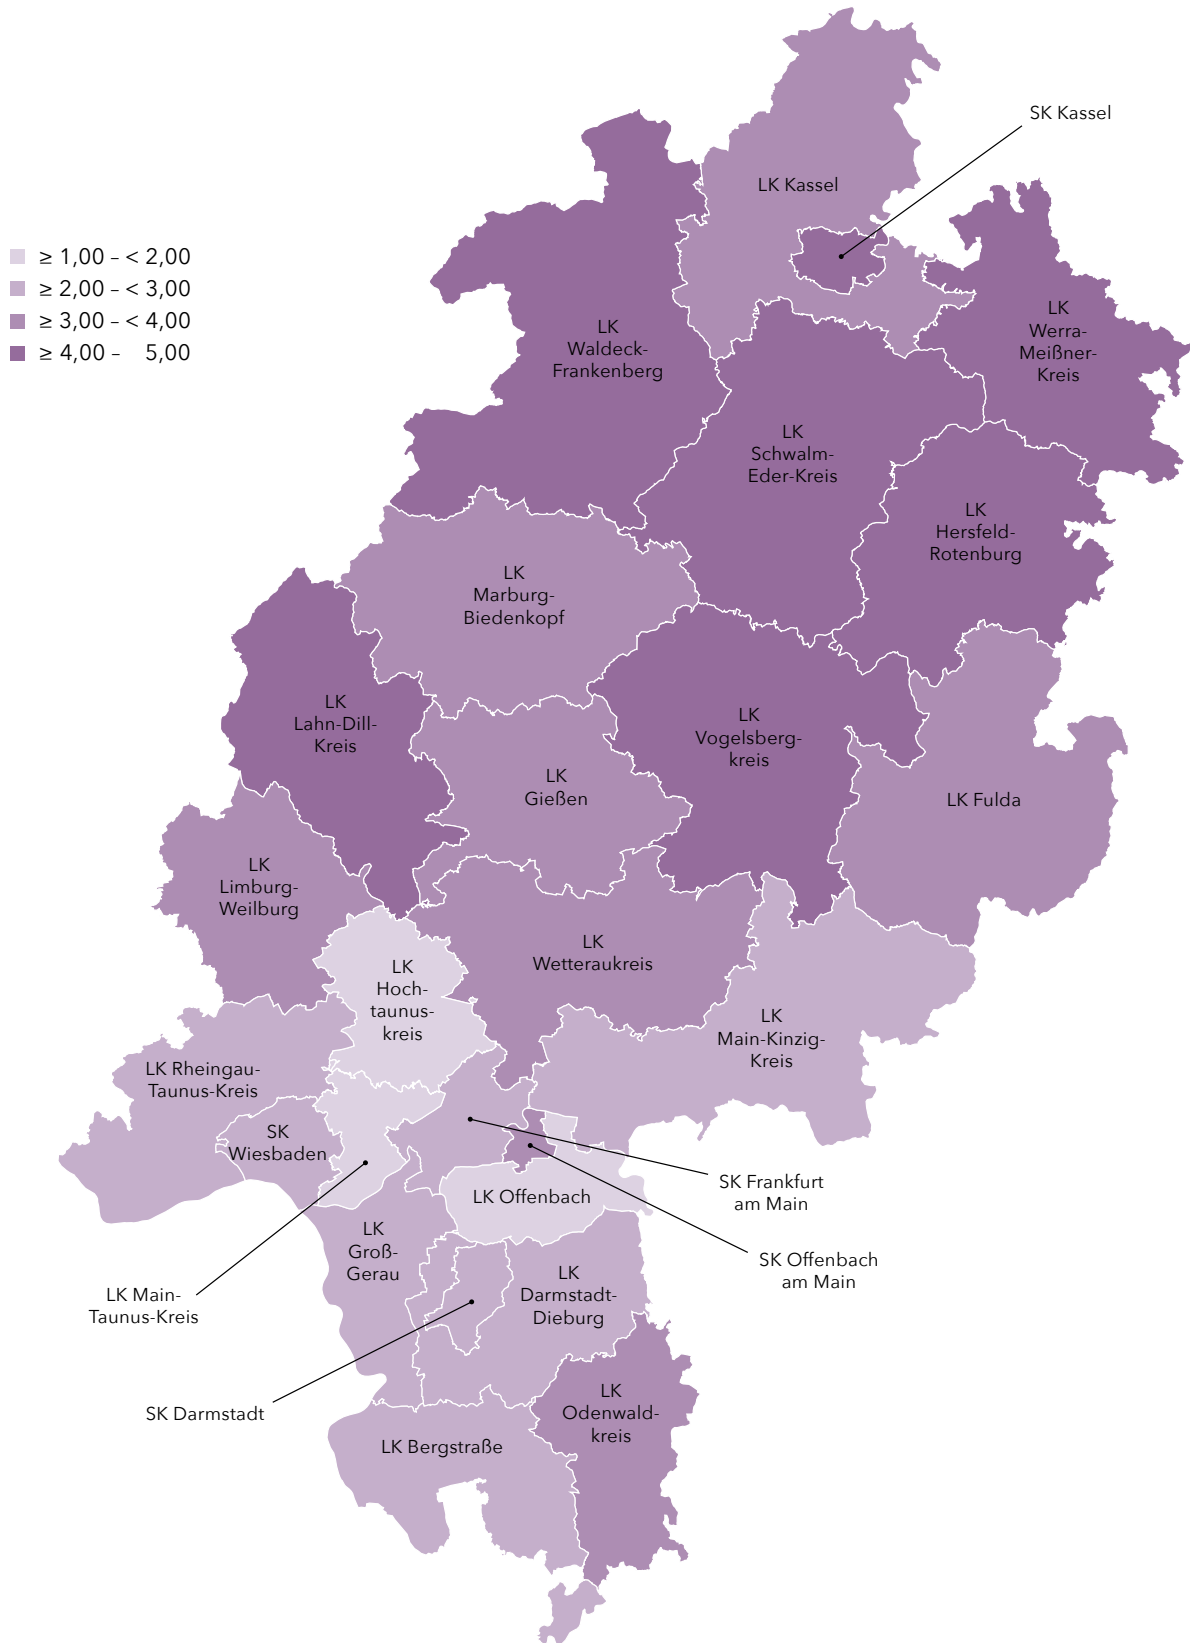 SK Kassel
LK Kassel
≥ 1,00 – < 2,00
≥ 2,00 – < 3,00
≥ 3,00 – < 4,00
≥ 4,00 – 5,00
LK
Waldeck-
Frankenberg
LK
Werra-
Meißner-
Kreis
LK
Schwalm-
Eder-Kreis
LK
Hersfeld-
Rotenburg
LK
Marburg-
Biedenkopf
LK
Lahn-Dill-
Kreis
LK
Vogelsberg-
kreis
LK
Gießen
LK Fulda
LK
Limburg-
Weilburg
LK
Wetteraukreis
LK
Hoch-
taunus-
kreis
LK
Main-Kinzig-
Kreis
LK Rheingau-
Taunus-Kreis
SK
Wiesbaden
SK Frankfurt
am Main
LK Offenbach
LK
Groß-
Gerau
SK Offenbach
am Main
LK
Darmstadt-
Dieburg
LK Main-
Taunus-Kreis
SK Darmstadt
LK
Odenwald-
kreis
LK Bergstraße